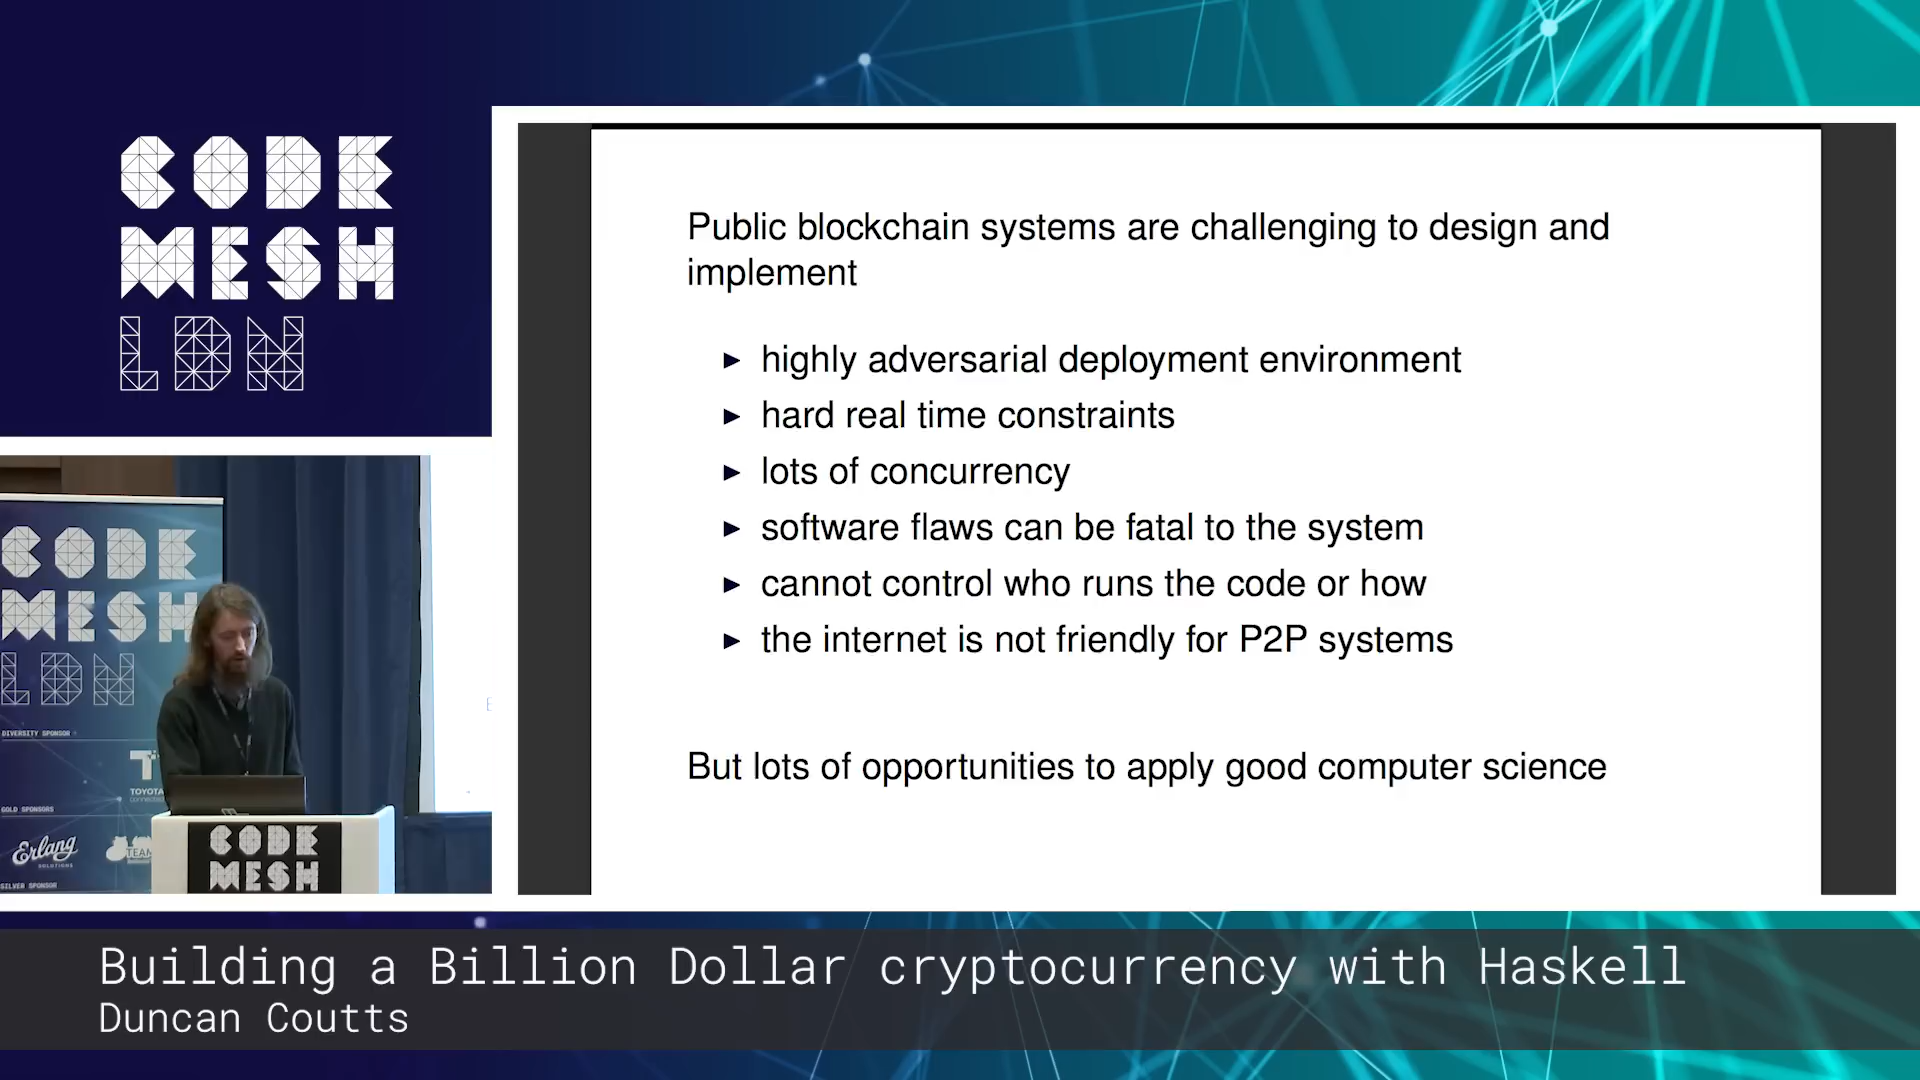 CODE
MESH
LDN
Public blockchain systems are challenging to design and
implement
► highly adversarial deployment environment
► hard real time constraints
► lots of concurrency
► software flaws can be fatal to the system
► cannot control who runs the code or how
► the internet is not friendly for P2P systems
But lots of opportunities to apply good computer science
CODE
MESH
LDN
DIVERSITY SPONSOR
TOYOTA
connected
GOLD SPONSORS
Erlang
SOLUTIONS
TEAM
SILVER SPONSOR
CODE
MESH
Building a Billion Dollar cryptocurrency with Haskell
Duncan Coutts